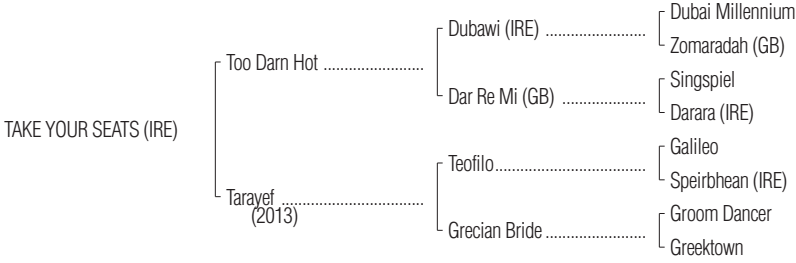 TAKE YOUR SEATS (IRE)
Too Darn Hot ........................
Tarayef ..................................
(2013)
Dubawi (IRE) ........................
Dar Re Mi (GB) ....................
Teofilo....................................
Grecian Bride ........................
Dubai Millennium
Zomaradah (GB)
Singspiel
Darara (IRE)
Galileo
Speirbhean (IRE)
Groom Dancer
Greektown